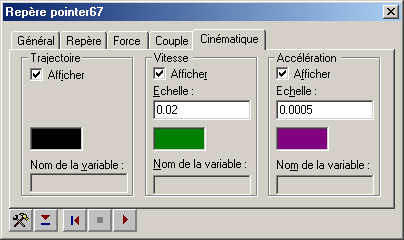 Repère pointer67
Général Repère Force Couple Cinématique
Trajectoire Vitesse Accélération
Afficher Afficher Afficher
Echelle : Echelle :
0.02 0.0005
Nom de la variable : Nom de la variable : Nom de la variable :